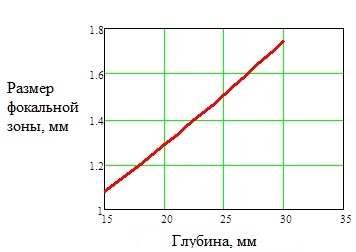 1.8
1.6
Размер
фокальной
зоны, мм
1.4
1.2
1
15 20 25 30 35
Глубина, мм